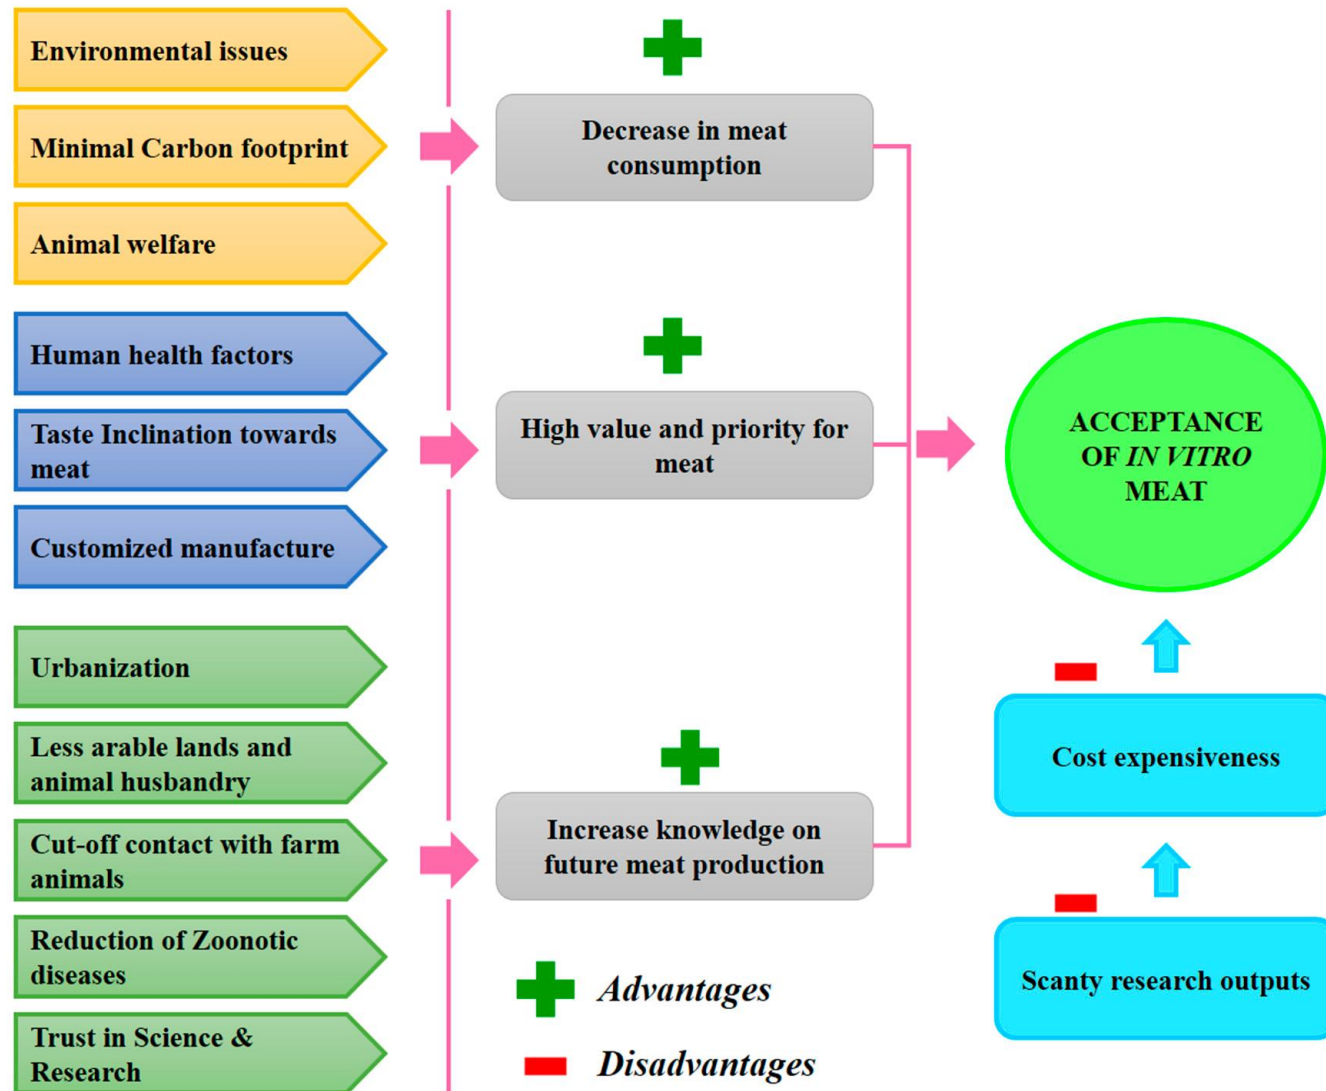 Environmental issues
Minimal Carbon footprint
Animal welfare
Human health factors
Taste Inclination towards
meat
Customized manufacture
Urbanization
Less arable lands and
animal husbandry
Cut-off contact with farm
animals
Reduction of Zoonotic
diseases
Trust in Science &
Research
Decrease in meat
consumption
High value and priority for
meat
Increase knowledge on
future meat production
Advantages
Disadvantages
ACCEPTANCE
OF IN VITRO
MEAT
Cost expensiveness
Scanty research outputs